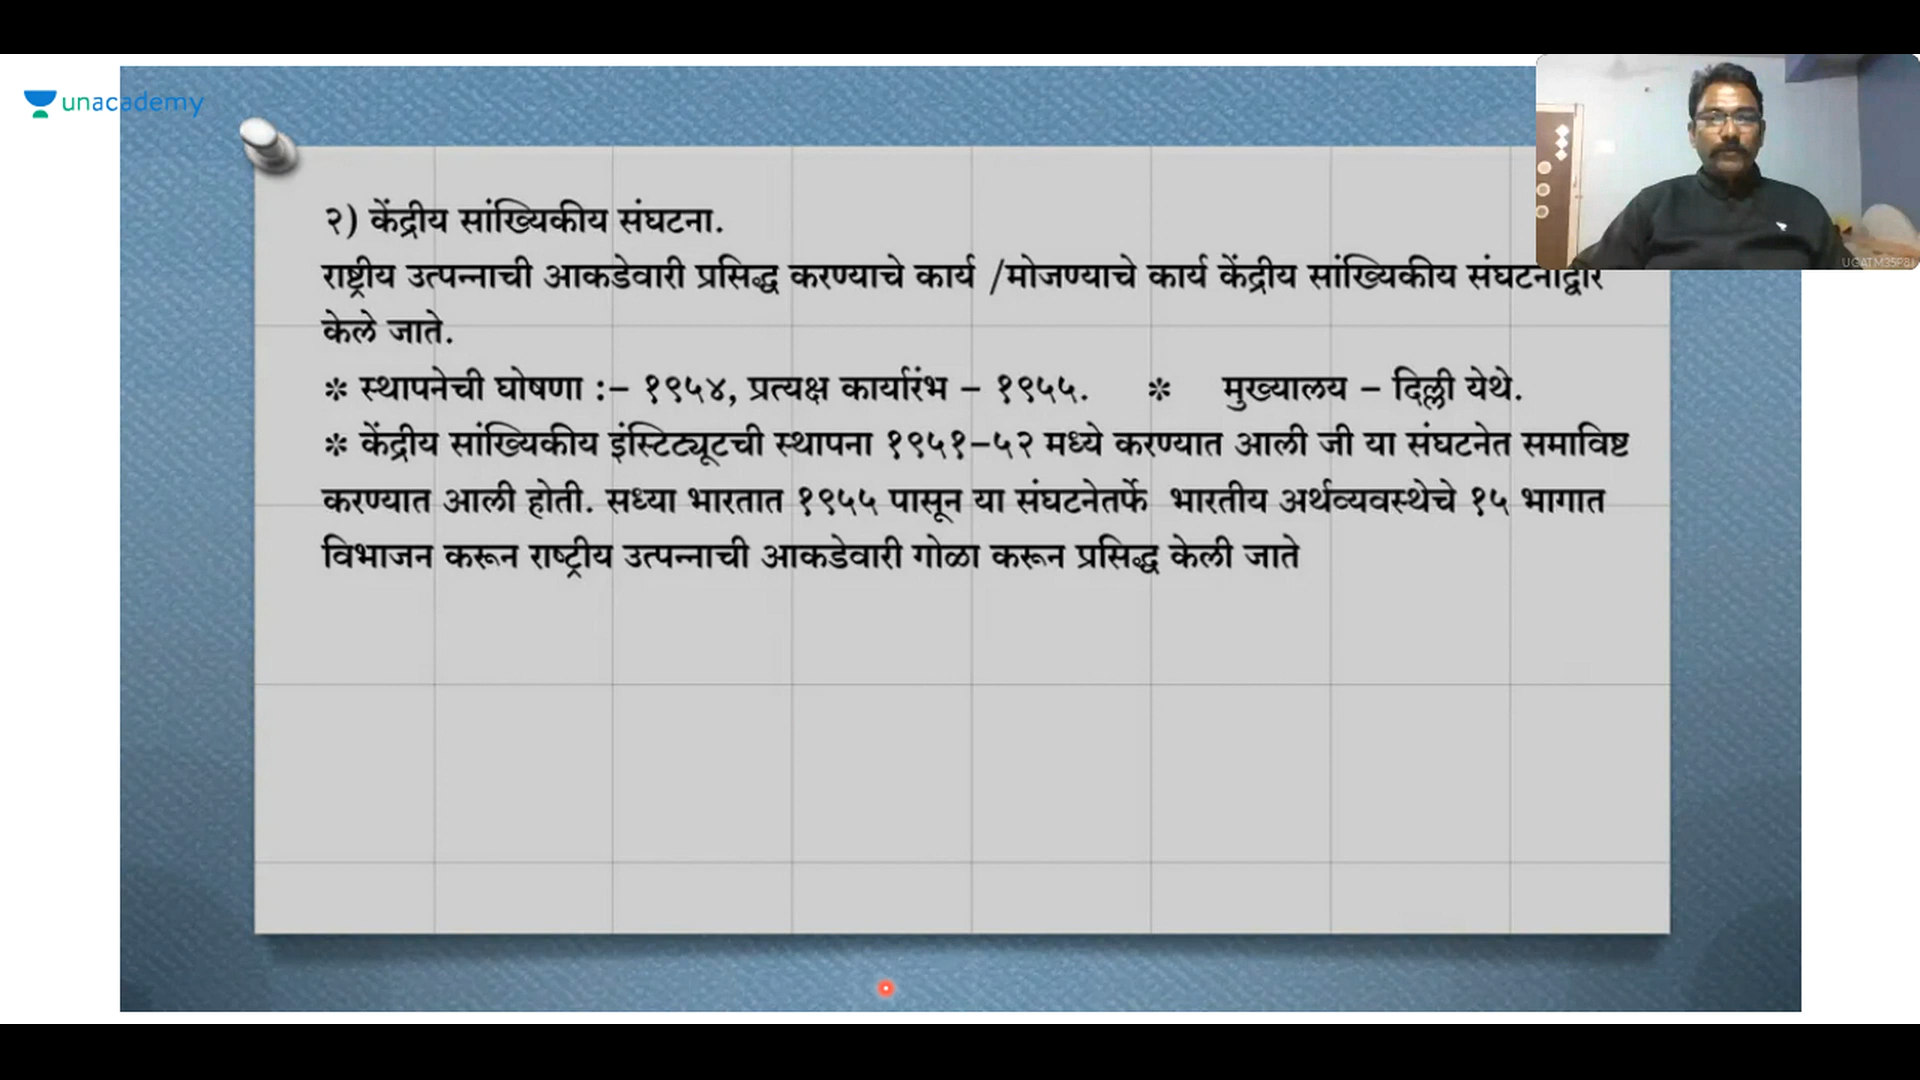 unacademy
२) केंद्रीय सांख्यिकीय संघटना.
राष्ट्रीय उत्पन्नाची आकडेवारी प्रसिद्ध करण्याचे कार्य /मोजण्याचे कार्य केंद्रीय सांख्यिकीय संघटनाद्वारे
केले जाते.
* स्थापनेची घोषणा :– १९५४, प्रत्यक्ष कार्यारंभ – १९५५. * मुख्यालय – दिल्ली येथे.
* केंद्रीय सांख्यिकीय इंस्टिट्यूटची स्थापना १९५१–५२ मध्ये करण्यात आली जी या संघटनेत समाविष्ट
करण्यात आली होती. सध्या भारतात १९५५ पासून या संघटनेतर्फे भारतीय अर्थव्यवस्थेचे १५ भागात
विभाजन करून राष्ट्रीय उत्पन्नाची आकडेवारी गोळा करून प्रसिद्ध केली जाते